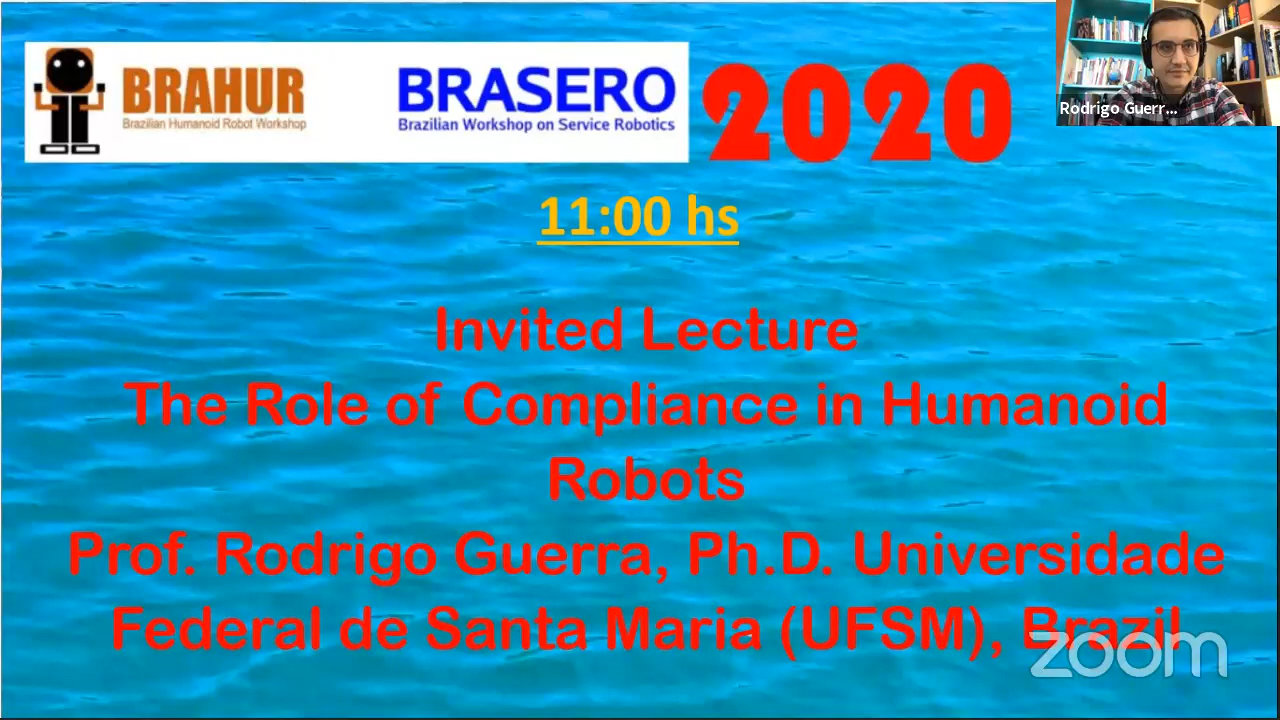 BRAHUR
Brazilian Humanoid Robot Workshop
BRASERO
Brazilian Workshop on Service Robotics
2020
Rodrigo Guerr...
11:00 hs
Invited Lecture
The Role of Compliance in Humanoid
Robots
Prof. Rodrigo Guerra, Ph.D. Universidade
Federal de Santa Maria (UFSM), Brazil
zoom